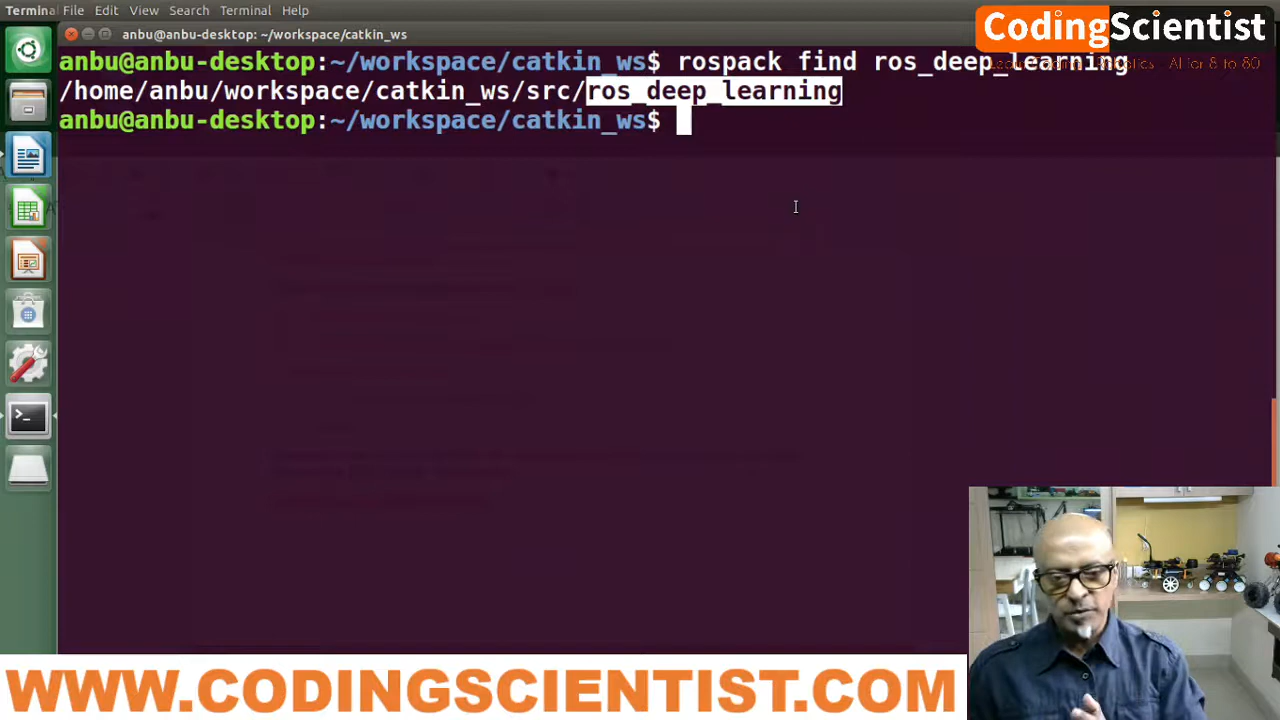 Terminal File Edit View Search Terminal Help
anbu@anbu-desktop: ~/workspace/catkin_ws
CodingScientist
anbu@anbu-desktop:~/workspace/catkin_ws$ rospack find ros_deep_learning
/home/anbu/workspace/catkin_ws/src/ros_deep_learning
anbu@anbu-desktop:~/workspace/catkin_ws$
WWW.CODINGSCIENTIST.COM